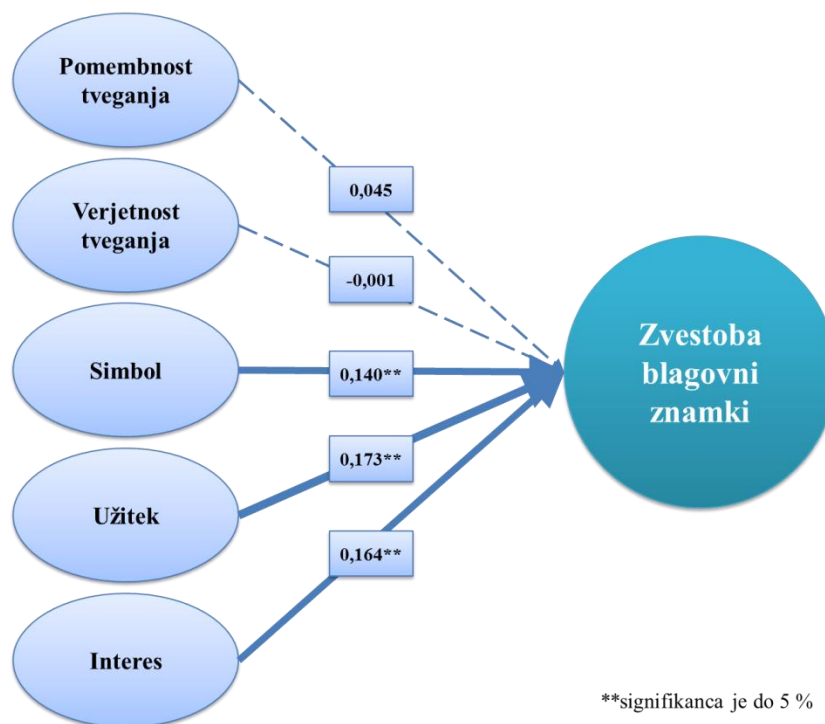 Pomembnost
tveganja
0,045
Verjetnost
tveganja
-0,001
Simbol
0,140**
Zvestoba
blagovni
znamki
0,173**
Užitek
0,164**
Interes
**signifikanca je do 5 %